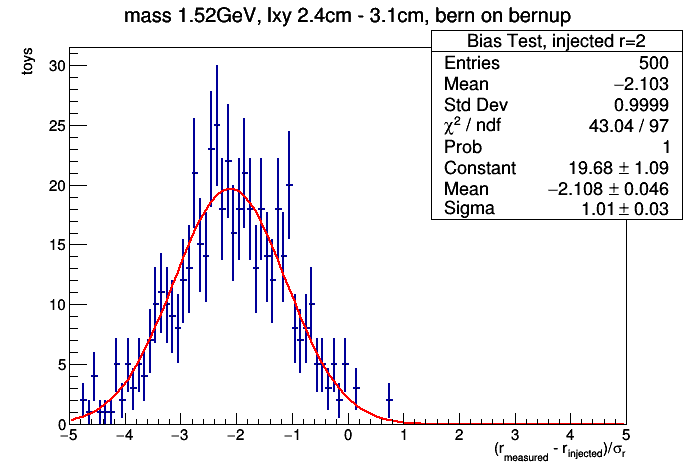 mass 1.52GeV, lxy 2.4cm - 3.1cm, bern on bernup
Bias Test, injected r=2
Entries 500
Mean −2.103
Std Dev 0.9999
χ² / ndf 43.04 / 97
Prob 1
Constant 19.68 ± 1.09
Mean −2.108 ± 0.046
Sigma 1.01 ± 0.03
toys
30
25
20
15
10
5
0
−5 −4 −3 −2 −1 0 1 2 3 4 5
(r_measured - r_injected)/σ_r